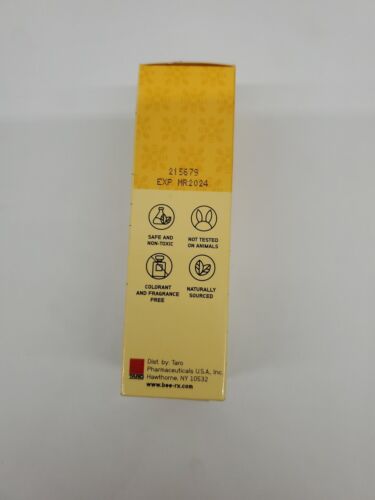 215679
EXP MR2024
SAFE AND
NON-TOXIC
NOT TESTED
ON ANIMALS
COLORANT
AND FRAGRANCE
FREE
NATURALLY
SOURCED
TARO
Dist. by: Taro
Pharmaceuticals U.S.A., Inc.
Hawthorne, NY 10532
www.bee-rx.com